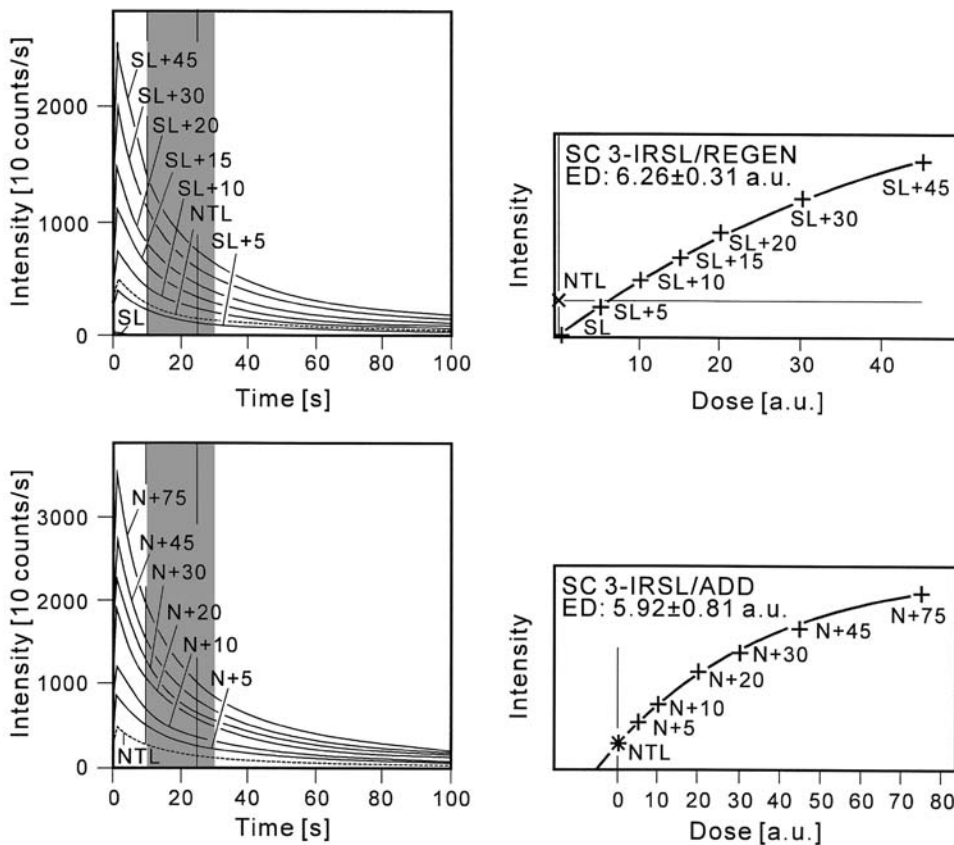 Intensity [10 counts/s]
2000
1000
0
SL+45
SL+30
SL+20
SL+15
SL+10
NTL
SL+5
SL
0 20 40 60 80 100
Time [s]
Intensity
SC 3-IRSL/REGEN
ED: 6.26±0.31 a.u.
SL+45
SL+30
SL+20
SL+15
SL+10
NTL
SL+5
SL
10 20 30 40
Dose [a.u.]
Intensity [10 counts/s]
3000
2000
1000
0
N+75
N+45
N+30
N+20
N+10
N+5
NTL
0 20 40 60 80 100
Time [s]
Intensity
SC 3-IRSL/ADD
ED: 5.92±0.81 a.u.
N+75
N+45
N+30
N+20
N+10
N+5
NTL
0 10 20 30 40 50 60 70 80
Dose [a.u.]